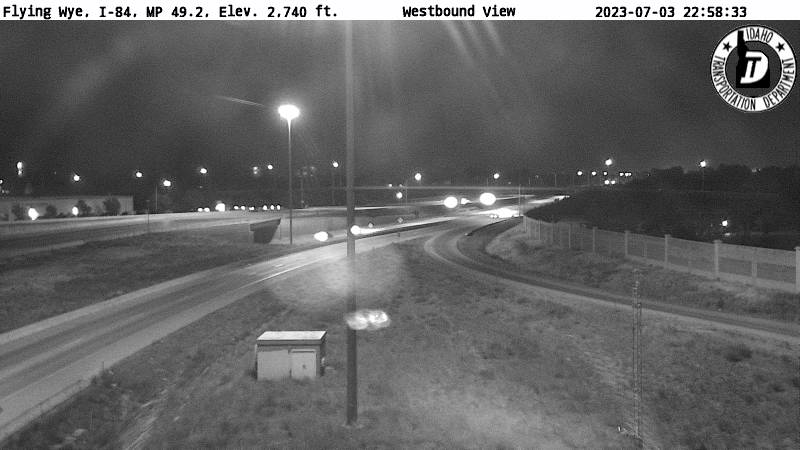 Flying Wye, I-84, MP 49.2, Elev. 2,740 ft. Westbound View 2023-07-03 22:58:33
IDAHO
TRANSPORTATION DEPARTMENT